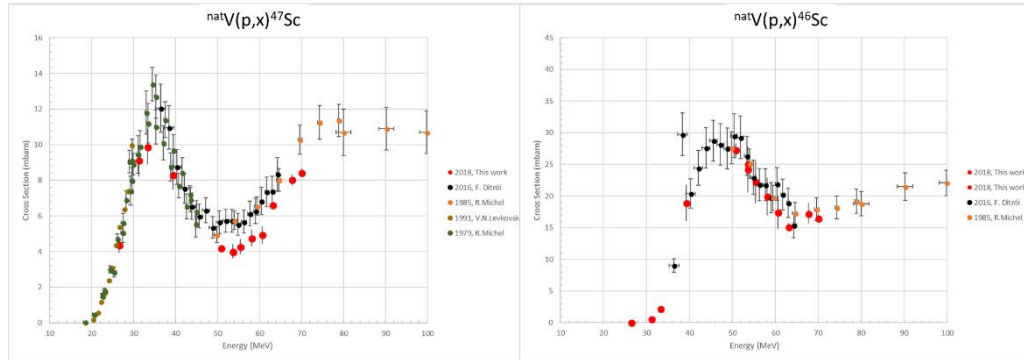 natV(p,x)47Sc
16
14
12
10
8
6
4
2
0
Cross Section (mbarn)
10 20 30 40 50 60 70 80 90 100
Energy (MeV)
2018, This work
2016, F. Ditrói
1985, R.Michel
1991, V.N.Levkovsk
1979, R.Michel
natV(p,x)46Sc
45
40
35
30
25
20
15
10
5
0
Cross Section (mbarn)
10 20 30 40 50 60 70 80 90 100
Energy (MeV)
2018, This work
2018, This work
2016, F. Ditrói
1985, R.Michel